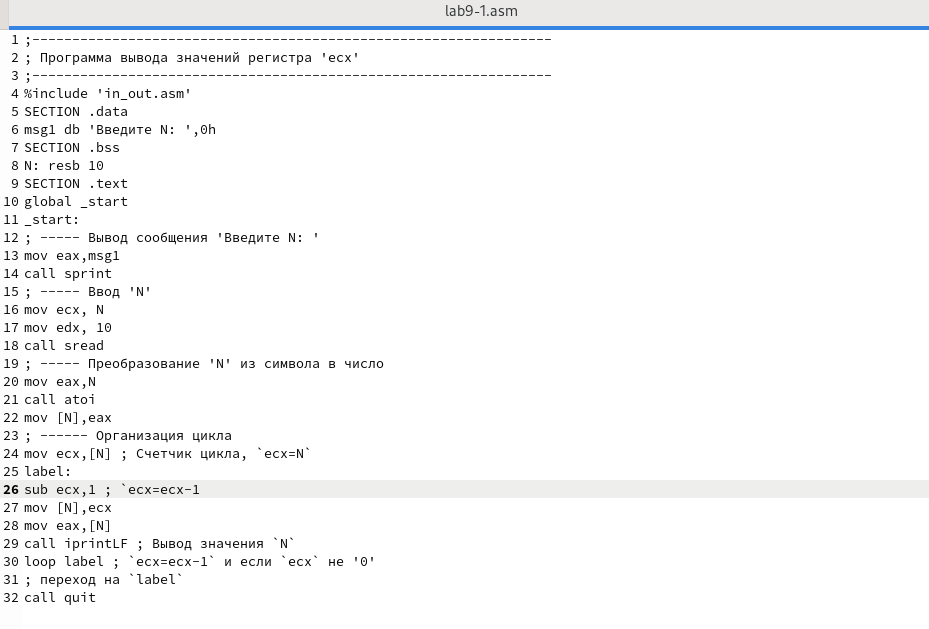 lab9-1.asm
1 ;-----------------------------------------------------------------
2 ; Программа вывода значений регистра 'ecx'
3 ;-----------------------------------------------------------------
4 %include 'in_out.asm'
5 SECTION .data
6 msg1 db 'Введите N: ',0h
7 SECTION .bss
8 N: resb 10
9 SECTION .text
10 global _start
11 _start:
12 ; ----- Вывод сообщения 'Введите N: '
13 mov eax,msg1
14 call sprint
15 ; ----- Ввод 'N'
16 mov ecx, N
17 mov edx, 10
18 call sread
19 ; ----- Преобразование 'N' из символа в число
20 mov eax,N
21 call atoi
22 mov [N],eax
23 ; ------ Организация цикла
24 mov ecx,[N] ; Счетчик цикла, `ecx=N`
25 label:
26 sub ecx,1 ; `ecx=ecx-1
27 mov [N],ecx
28 mov eax,[N]
29 call iprintLF ; Вывод значения `N`
30 loop label ; `ecx=ecx-1` и если `ecx` не '0'
31 ; переход на `label`
32 call quit